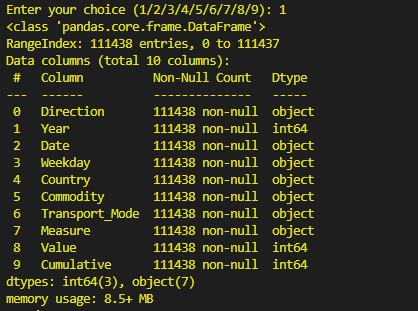 Enter your choice (1/2/3/4/5/6/7/8/9): 1
<class 'pandas.core.frame.DataFrame'>
RangeIndex: 111438 entries, 0 to 111437
Data columns (total 10 columns):
 #   Column          Non-Null Count   Dtype
---  ------          --------------   -----
 0   Direction       111438 non-null  object
 1   Year            111438 non-null  int64
 2   Date            111438 non-null  object
 3   Weekday         111438 non-null  object
 4   Country         111438 non-null  object
 5   Commodity       111438 non-null  object
 6   Transport_Mode  111438 non-null  object
 7   Measure         111438 non-null  object
 8   Value           111438 non-null  int64
 9   Cumulative      111438 non-null  int64
dtypes: int64(3), object(7)
memory usage: 8.5+ MB